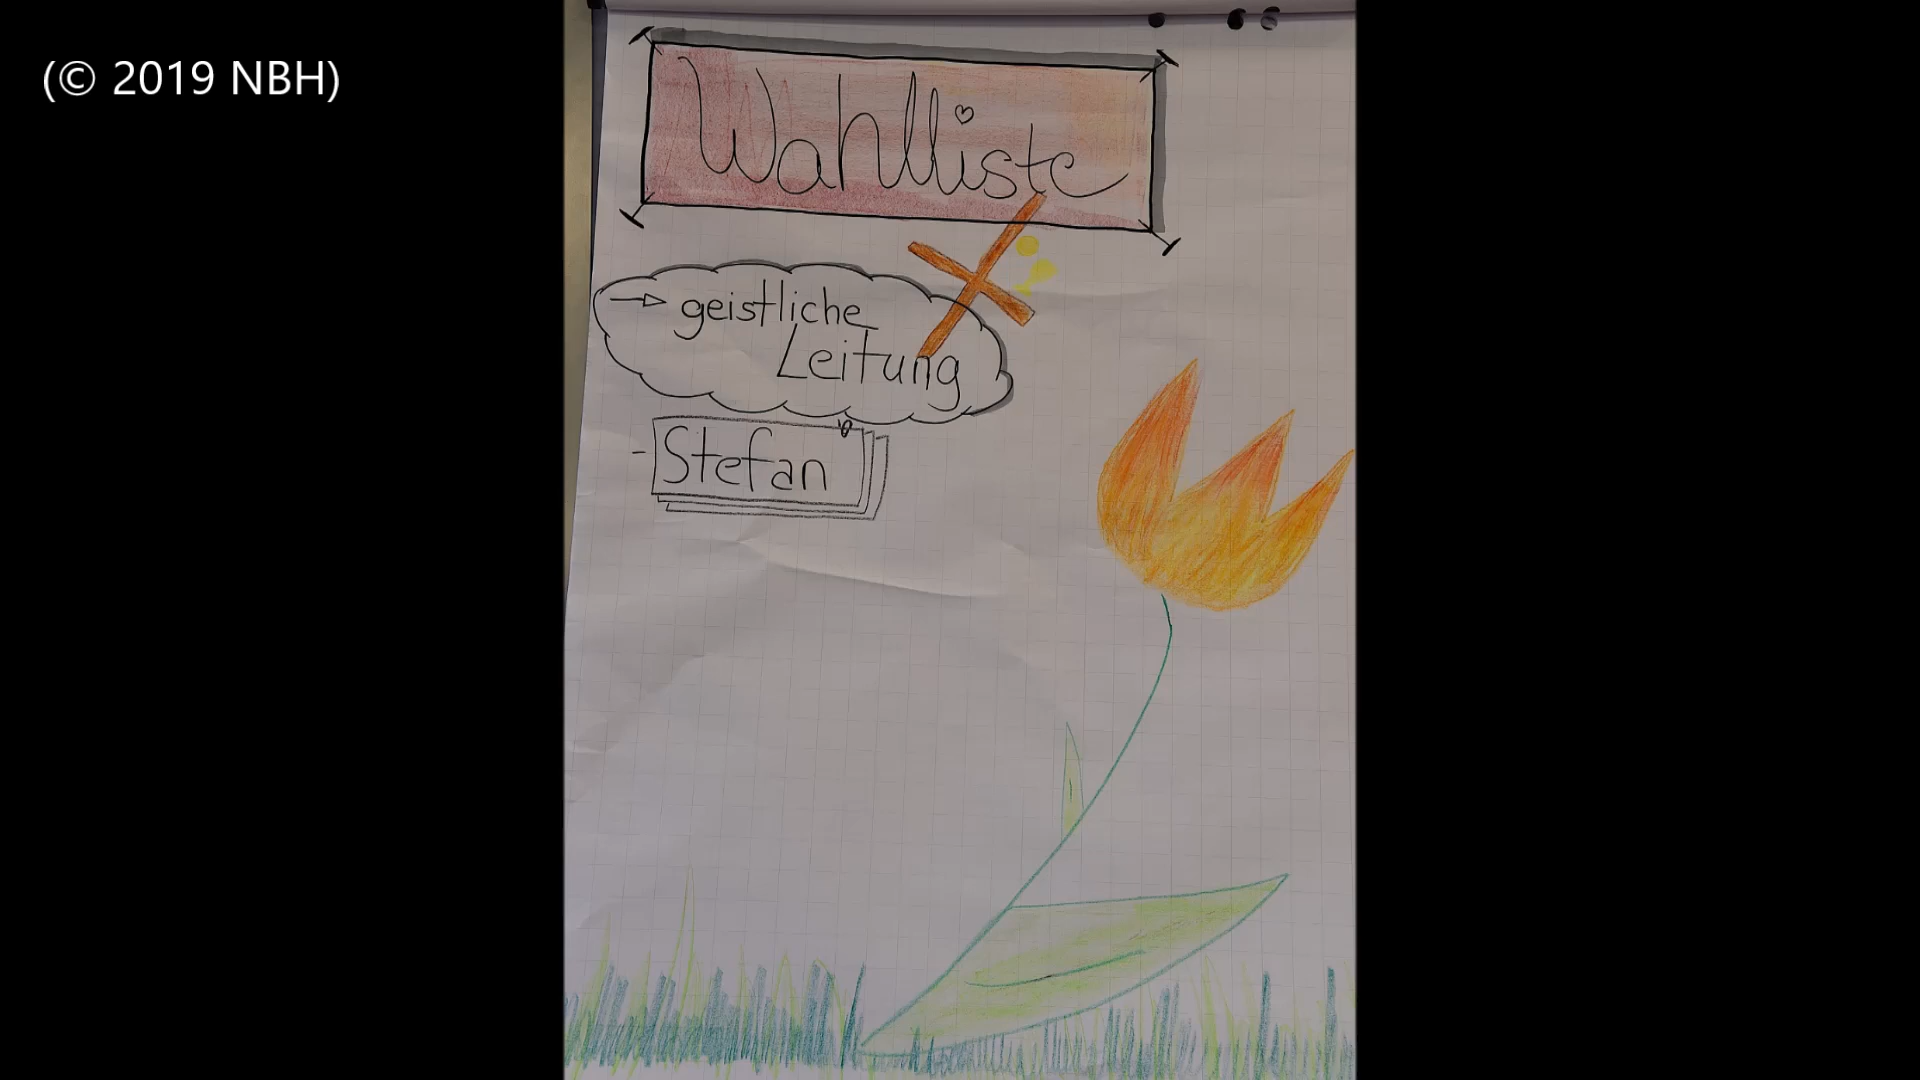 (© 2019 NBH)
Wahlliste
→ geistliche
Leitung
- Stefan